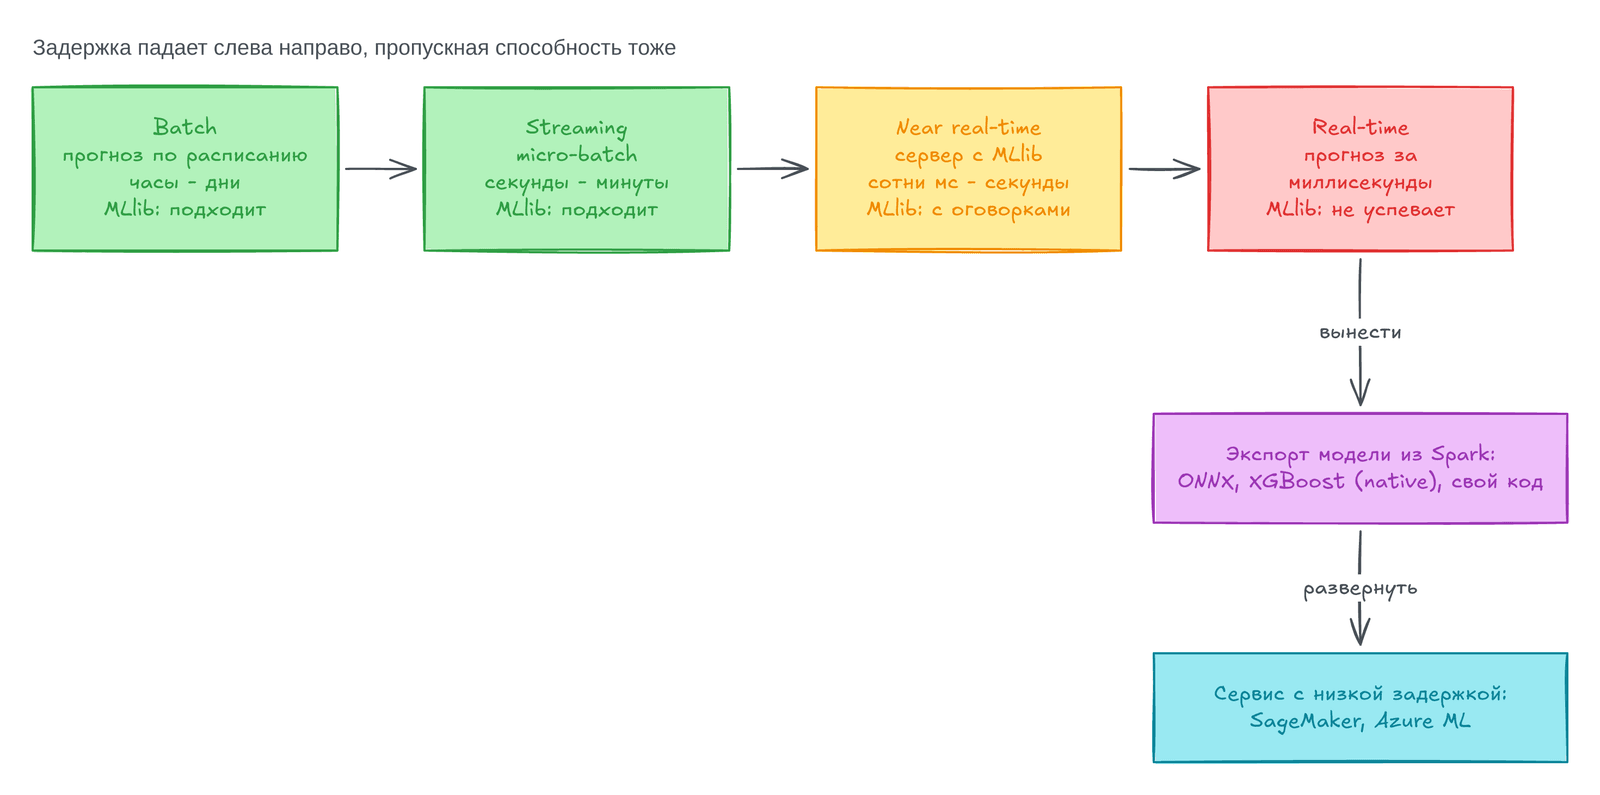 Задержка падает слева направо, пропускная способность тоже
Batch
прогноз по расписанию
часы - дни
MLlib: подходит
Streaming
micro-batch
секунды - минуты
MLlib: подходит
Near real-time
сервер с MLlib
сотни мс - секунды
MLlib: с оговорками
Real-time
прогноз за
миллисекунды
MLlib: не успевает
вынести
Экспорт модели из Spark:
ONNX, XGBoost (native), свой код
развернуть
Сервис с низкой задержкой:
SageMaker, Azure ML